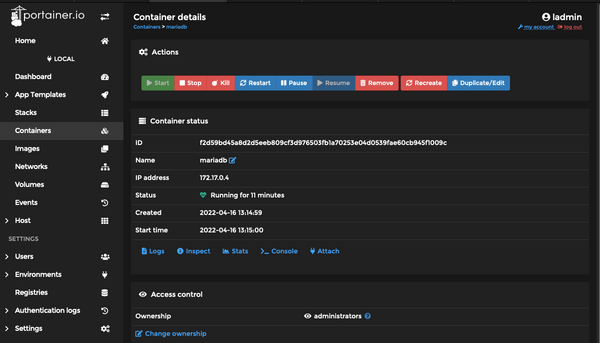 portainer.io
Home
LOCAL
Dashboard
App Templates
Stacks
Containers
Images
Networks
Volumes
Events
Host
SETTINGS
Users
Environments
Registries
Authentication logs
Settings
Container details
Containers > mariadb
ladmin
my account log out
Actions
Start Stop Kill Restart Pause Resume Remove Recreate Duplicate/Edit
Container status
ID f2d59bd45a8d2d5eeb809cf3d976503fb1a70253e04d0539fae60cb945f1009c
Name mariadb
IP address 172.17.0.4
Status Running for 11 minutes
Created 2022-04-16 13:14:59
Start time 2022-04-16 13:15:00
Logs Inspect Stats Console Attach
Access control
Ownership administrators
Change ownership